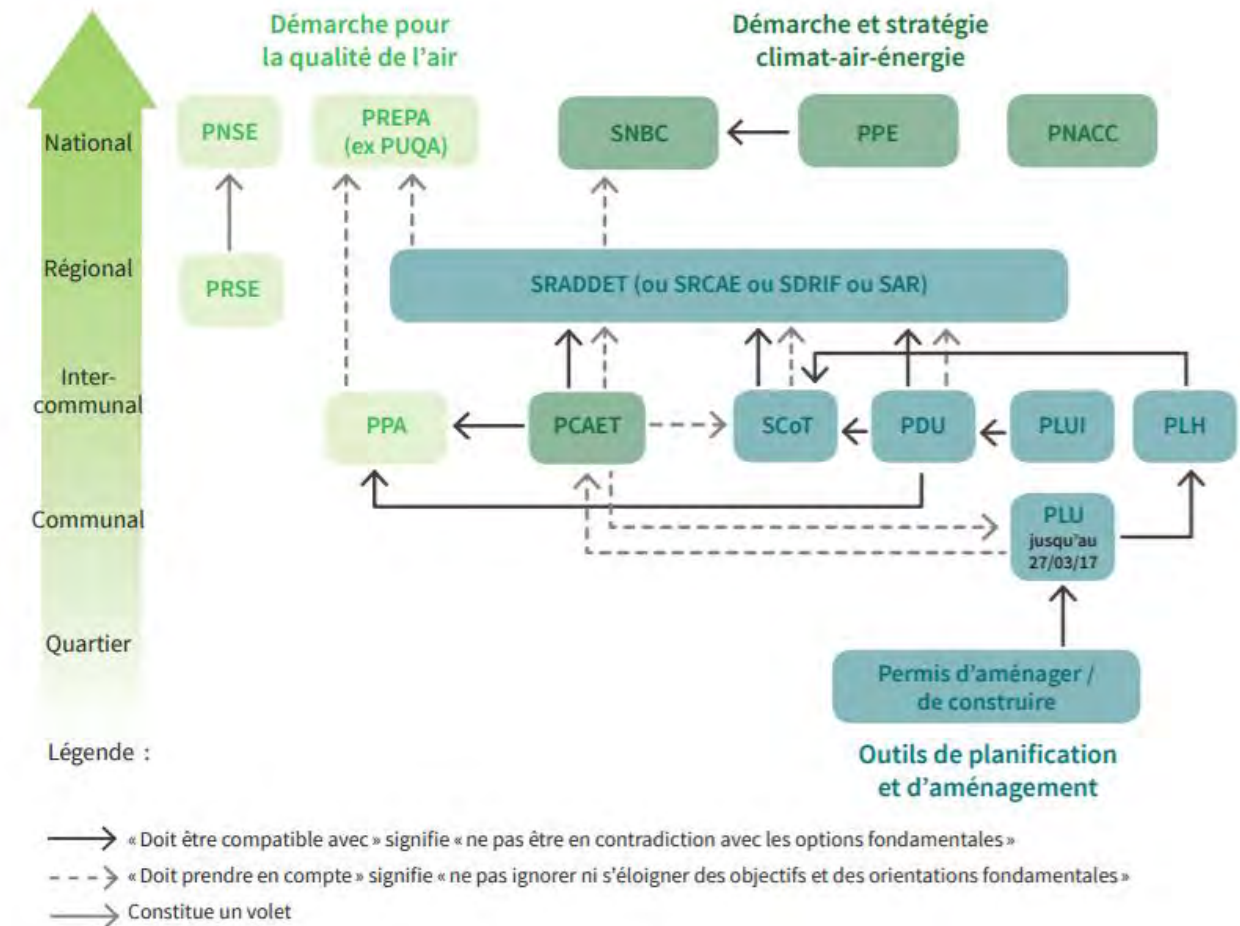 Démarche pour
la qualité de l’air
Démarche et stratégie
climat-air-énergie
National
PNSE
PREPA
(ex PUQA)
SNBC
PPE
PNACC
Régional
PRSE
SRADDET (ou SRCAE ou SDRIF ou SAR)
Inter-
communal
PPA
PCAET
SCoT
PDU
PLUI
PLH
Communal
PLU
jusqu’au
27/03/17
Quartier
Permis d’aménager /
de construire
Outils de planification
et d’aménagement
Légende :
« Doit être compatible avec » signifie « ne pas être en contradiction avec les options fondamentales »
« Doit prendre en compte » signifie « ne pas ignorer ni s’éloigner des objectifs et des orientations fondamentales »
Constitue un volet